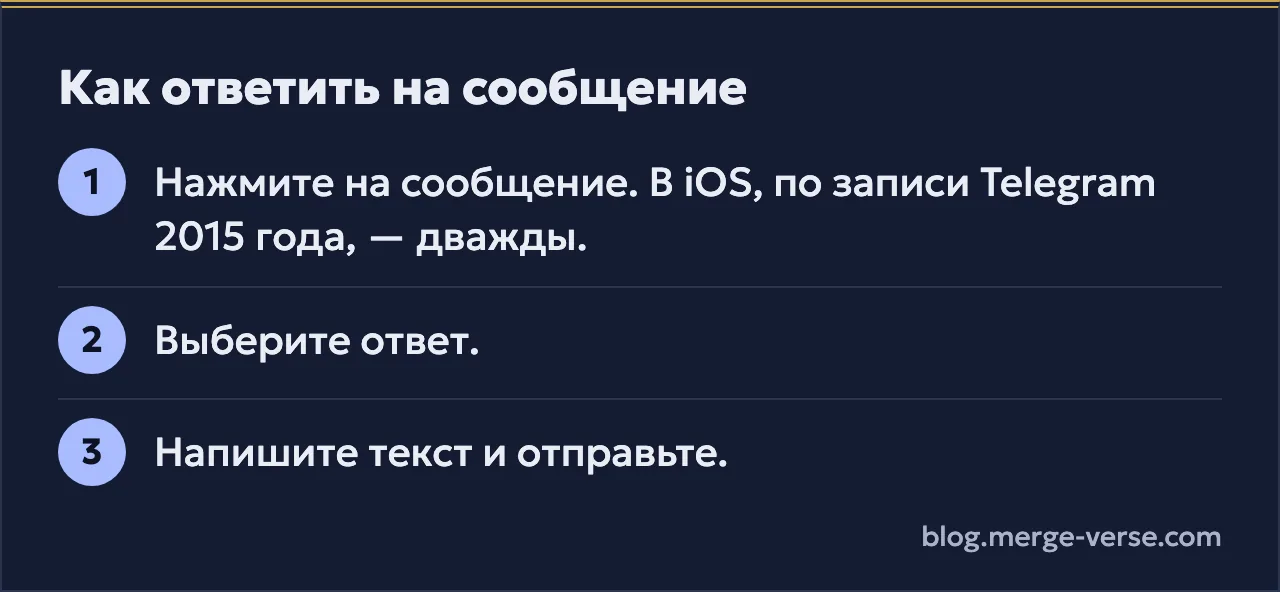 Как ответить на сообщение
1 Нажмите на сообщение. В iOS, по записи Telegram
2015 года, — дважды.
2 Выберите ответ.
3 Напишите текст и отправьте.
blog.merge-verse.com